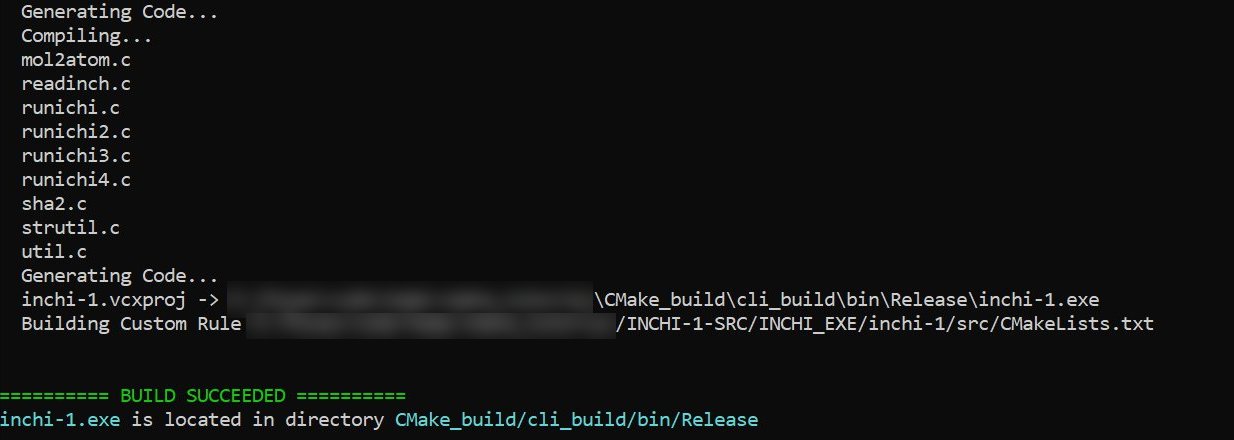 Generating Code...
Compiling...
mol2atom.c
readinch.c
runichi.c
runichi2.c
runichi3.c
runichi4.c
sha2.c
strutil.c
util.c
Generating Code...
inchi-1.vcxproj -> \CMake_build\cli_build\bin\Release\inchi-1.exe
Building Custom Rule /INCHI-1-SRC/INCHI_EXE/inchi-1/src/CMakeLists.txt
========== BUILD SUCCEEDED ==========
inchi-1.exe is located in directory CMake_build/cli_build/bin/Release